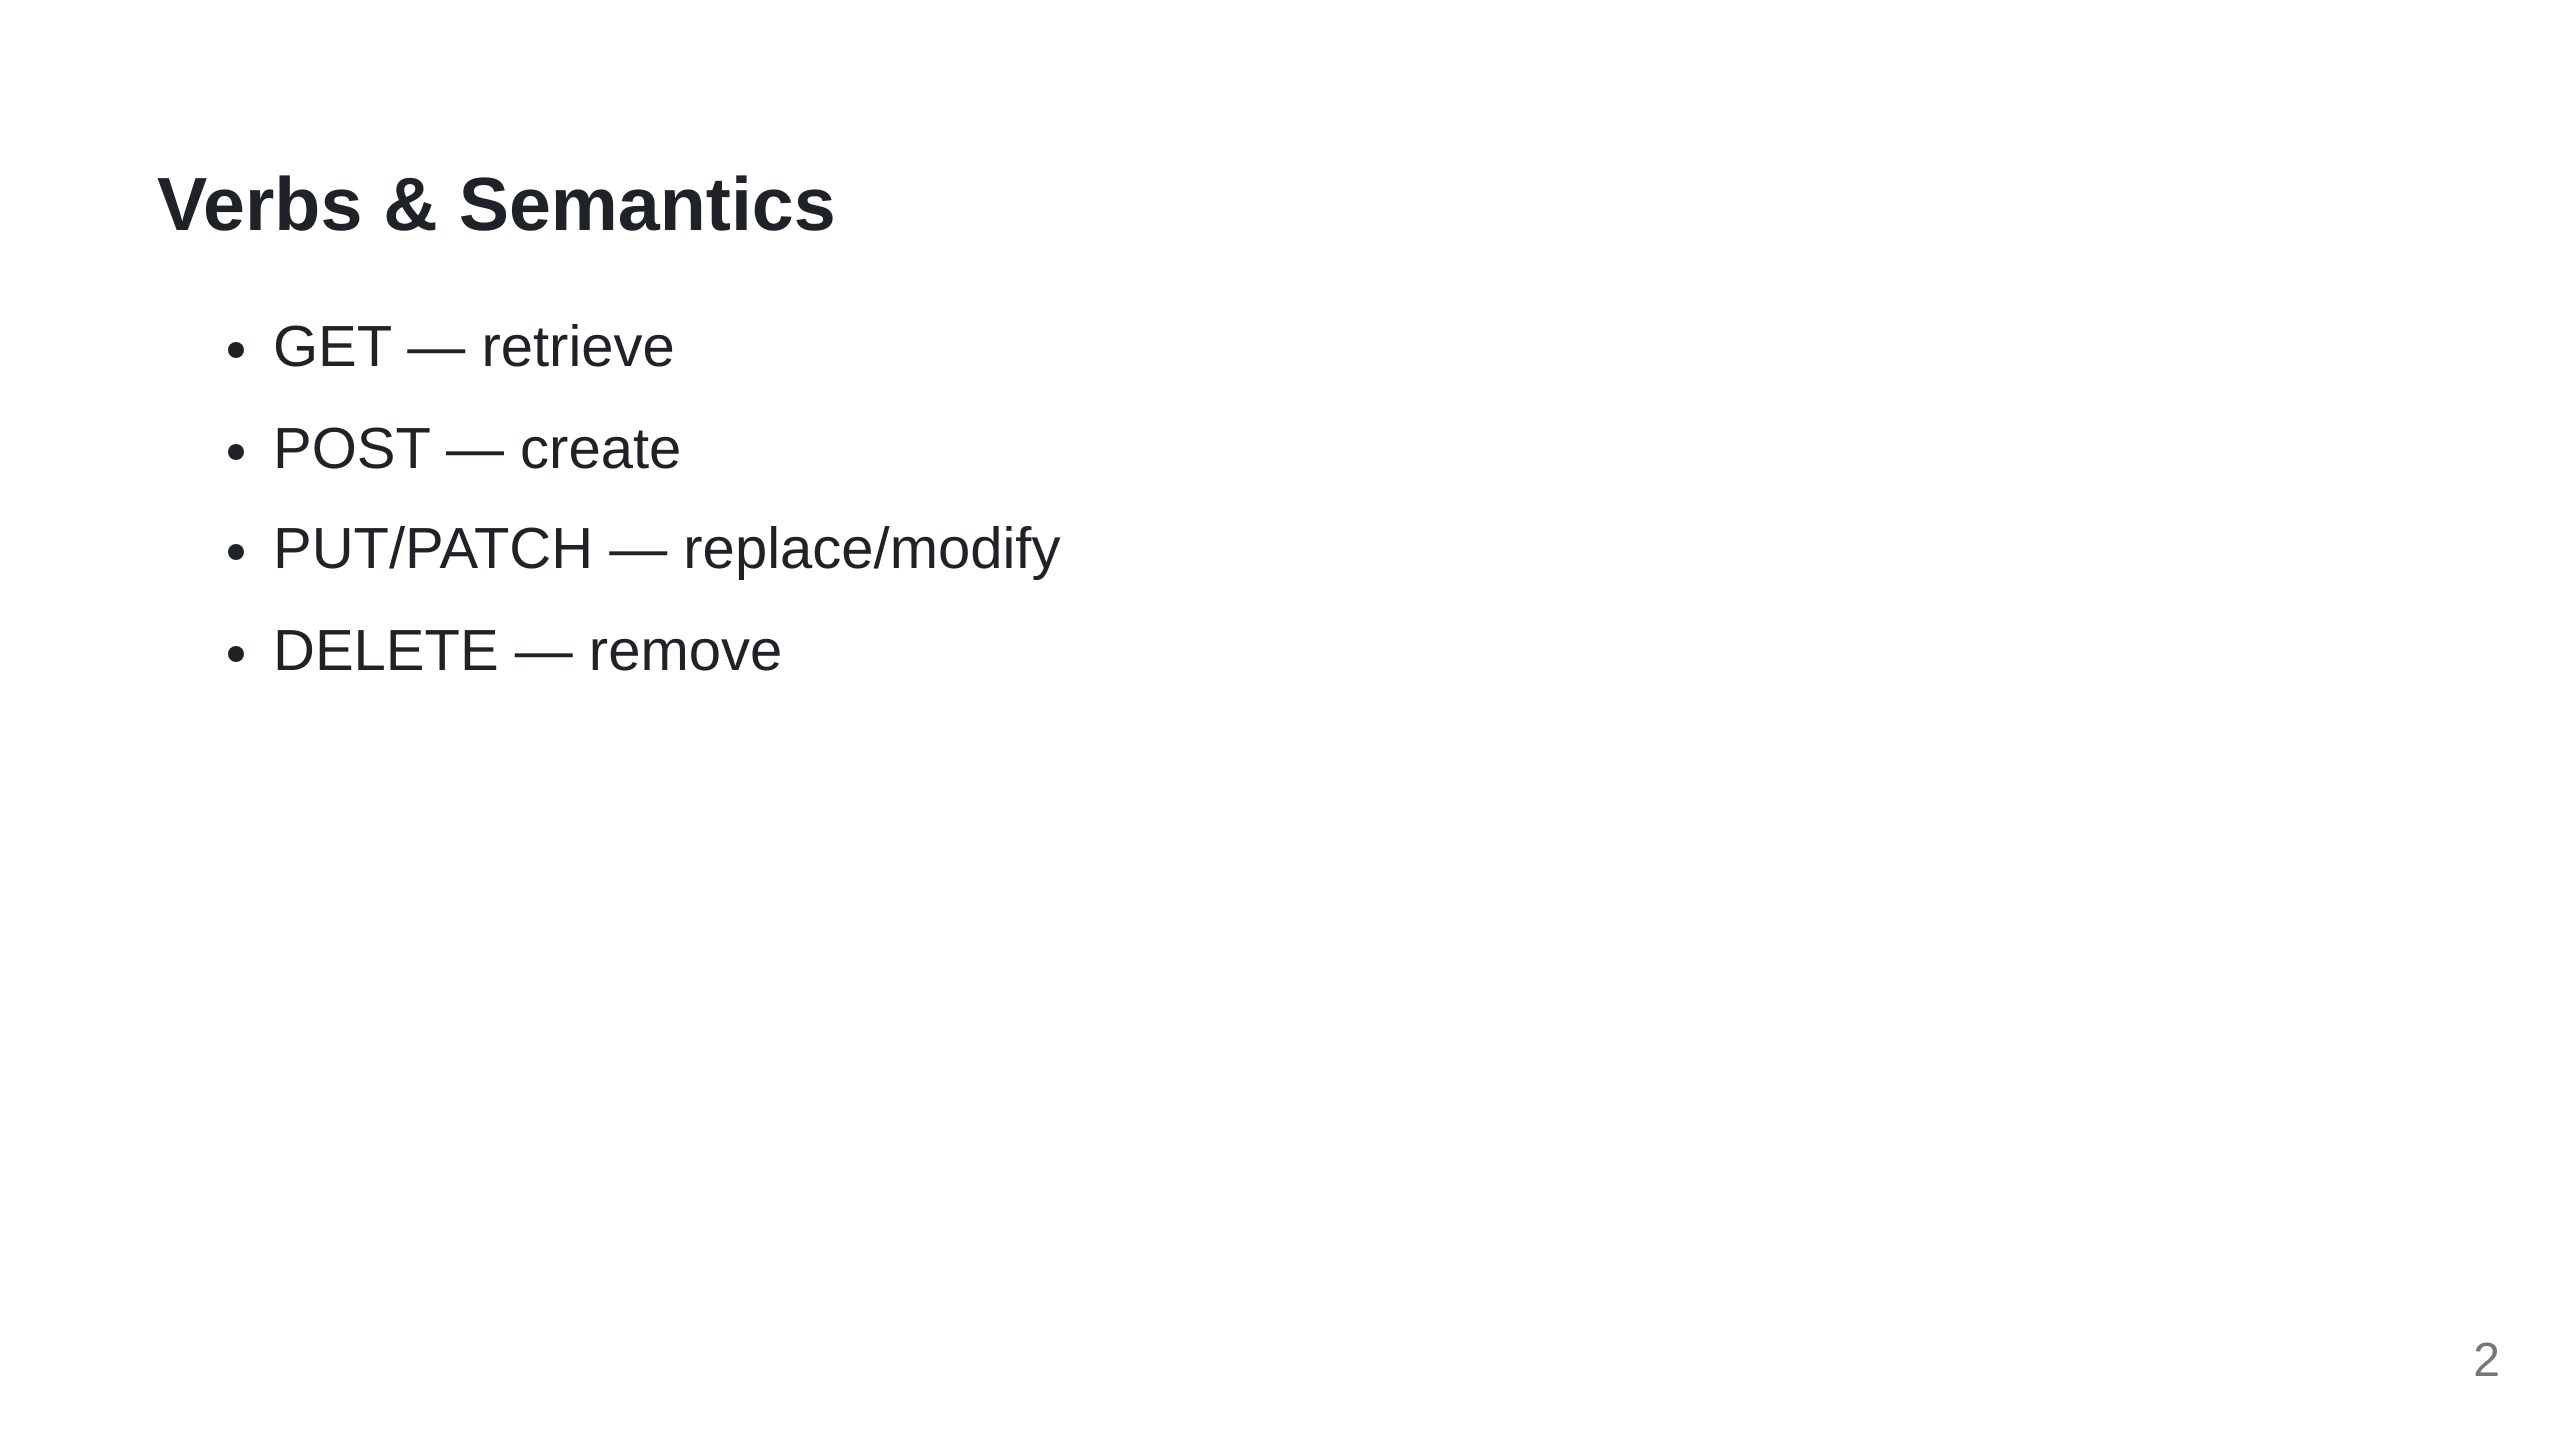 Verbs & Semantics
• GET — retrieve
• POST — create
• PUT/PATCH — replace/modify
• DELETE — remove
2